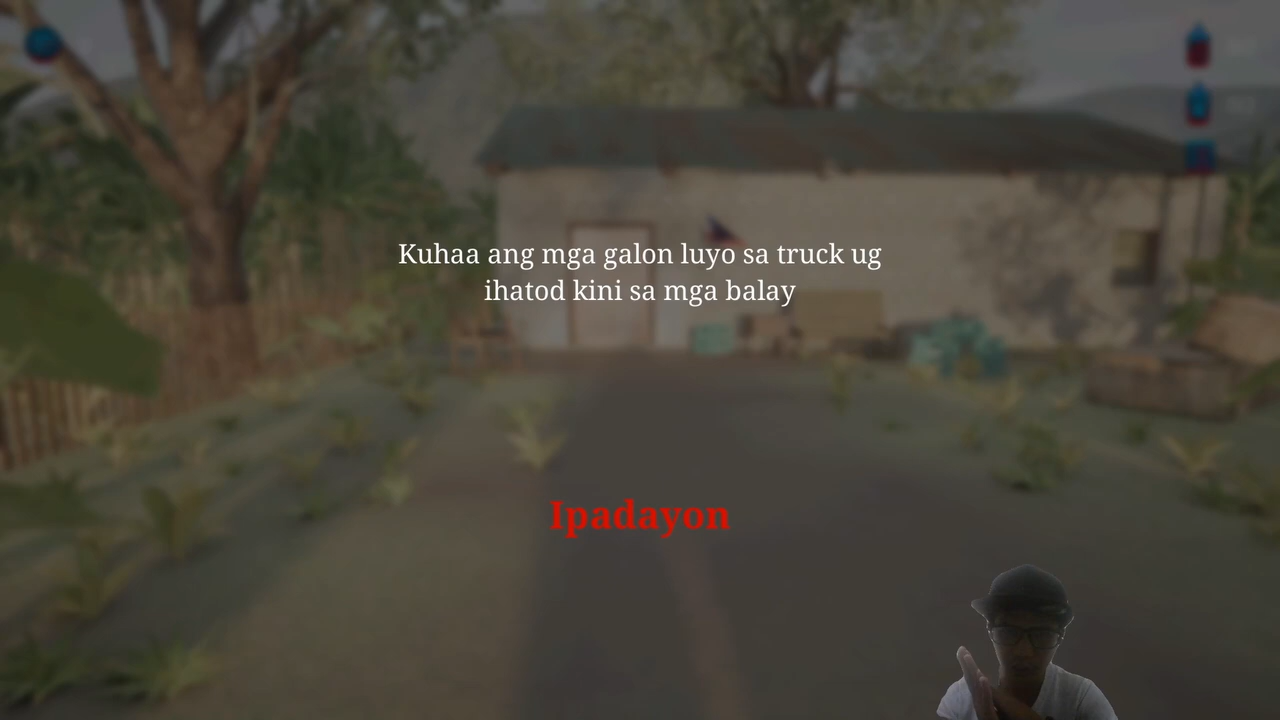 Kuhaa ang mga galon luyo sa truck ug
ihatod kini sa mga balay
Ipadayon